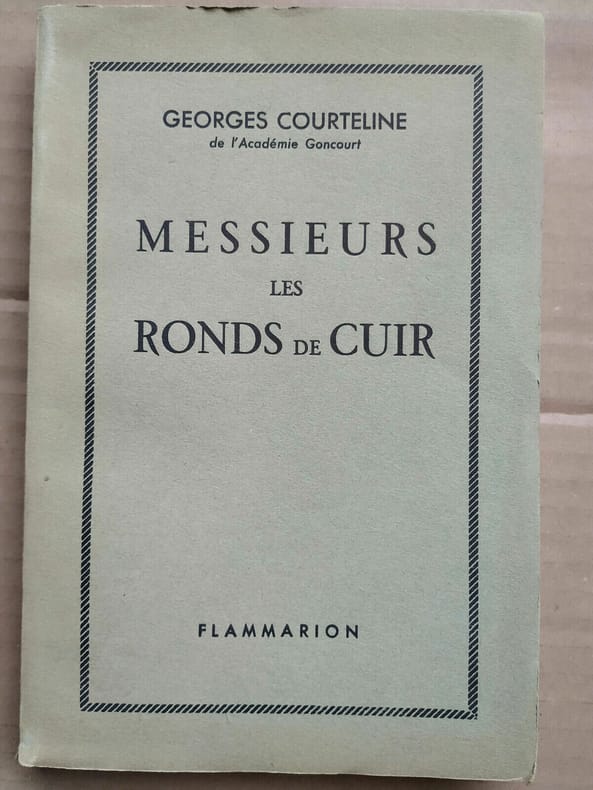 GEORGES COURTELINE
de l'Académie Goncourt
MESSIEURS
LES
RONDS DE CUIR
FLAMMARION